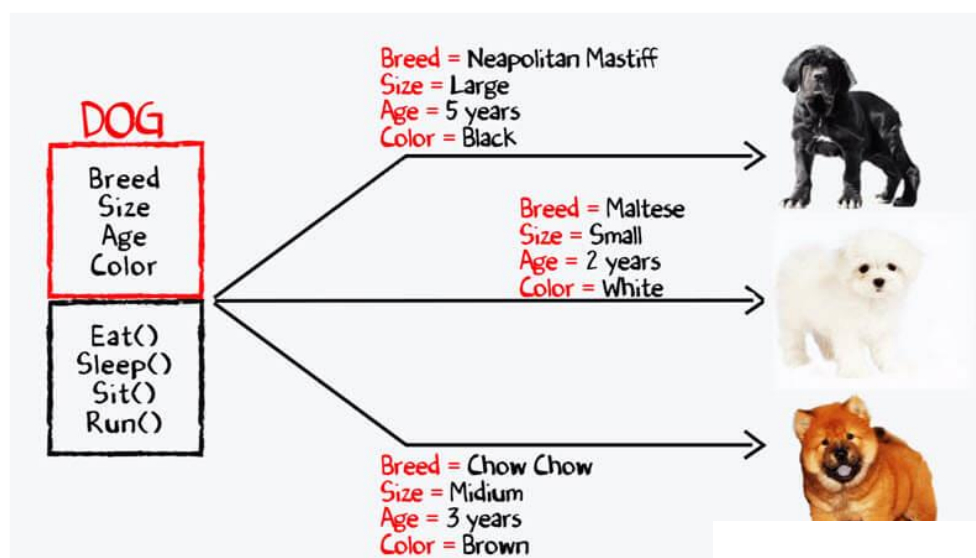 DOG
Breed
Size
Age
Color
Eat()
Sleep()
Sit()
Run()
Breed = Neapolitan Mastiff
Size = Large
Age = 5 years
Color = Black
Breed = Maltese
Size = Small
Age = 2 years
Color = White
Breed = Chow Chow
Size = Midium
Age = 3 years
Color = Brown